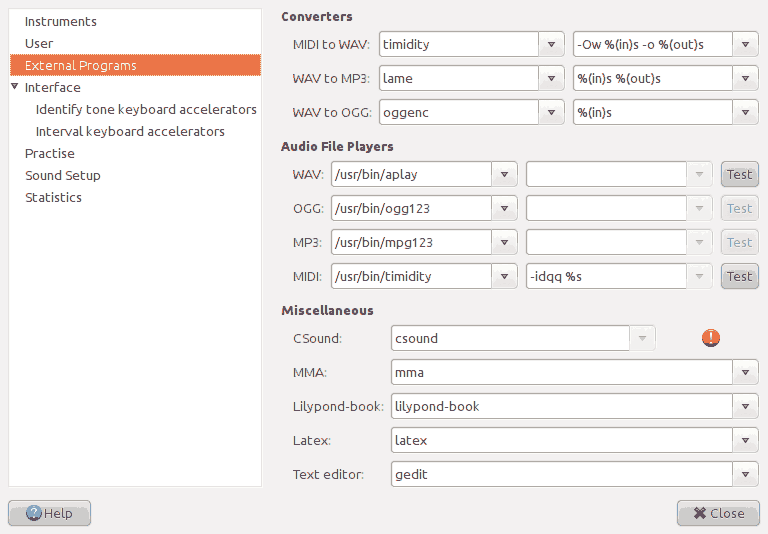 Instruments
User
External Programs
Interface
Identify tone keyboard accelerators
Interval keyboard accelerators
Practise
Sound Setup
Statistics
Converters
MIDI to WAV: timidity -Ow %(in)s -o %(out)s
WAV to MP3: lame %(in)s %(out)s
WAV to OGG: oggenc %(in)s
Audio File Players
WAV: /usr/bin/aplay Test
OGG: /usr/bin/ogg123 Test
MP3: /usr/bin/mpg123 Test
MIDI: /usr/bin/timidity -idqq %s Test
Miscellaneous
CSound: csound
MMA: mma
Lilypond-book: lilypond-book
Latex: latex
Text editor: gedit
Help Close